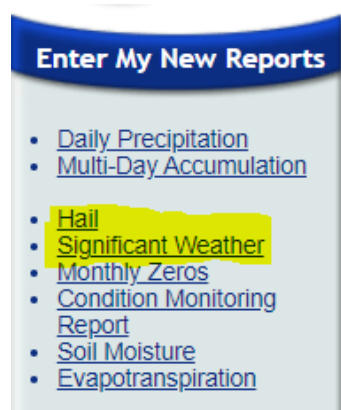 Enter My New Reports
Daily Precipitation
Multi-Day Accumulation
Hail
Significant Weather
Monthly Zeros
Condition Monitoring
Report
Soil Moisture
Evapotranspiration